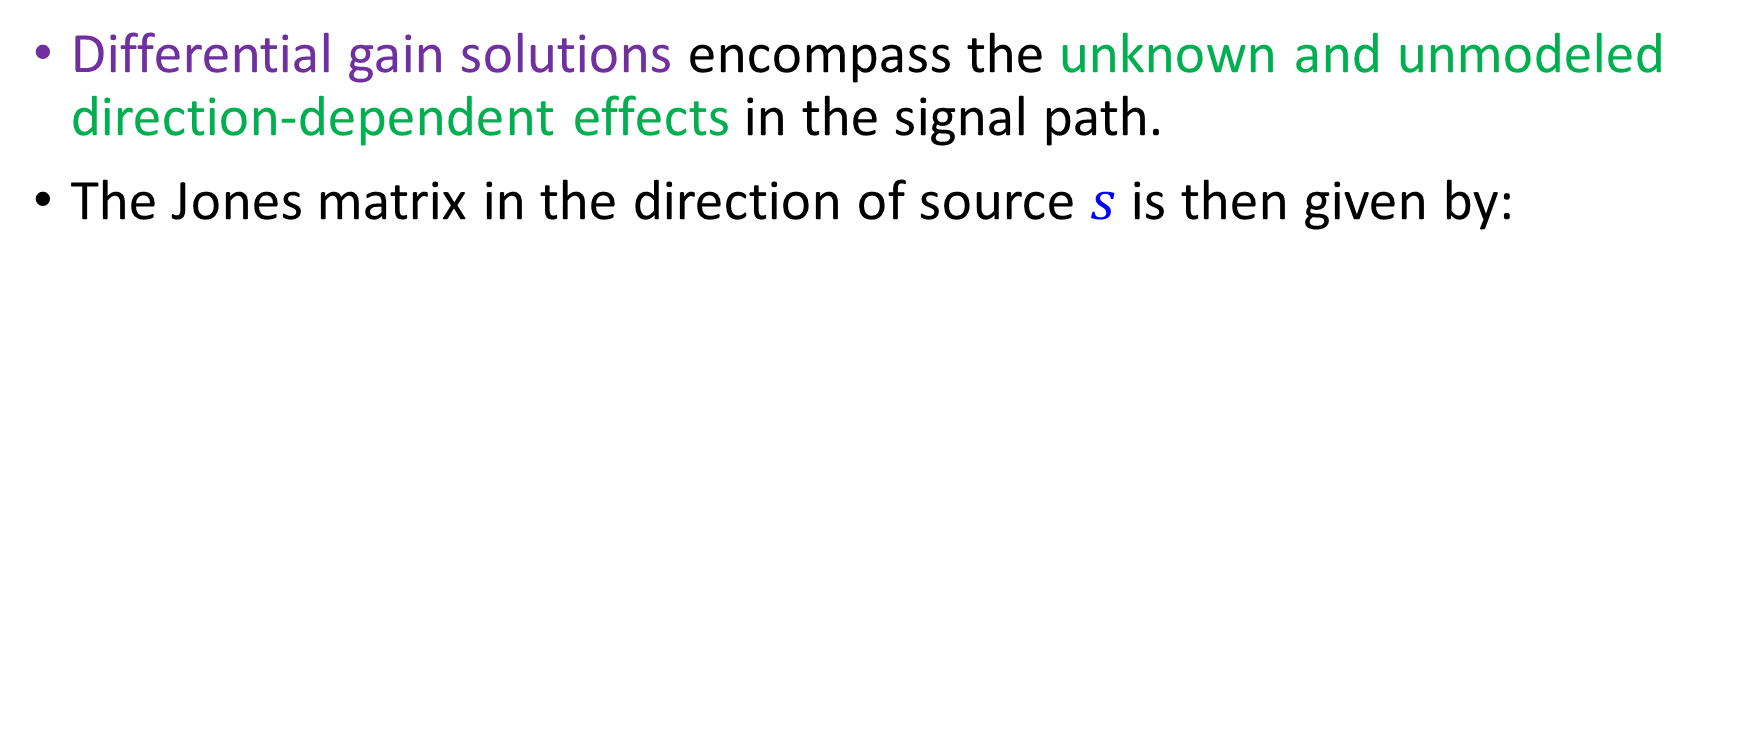 • Differential gain solutions encompass the unknown and unmodeled
direction-dependent effects in the signal path.
• The Jones matrix in the direction of source s is then given by: